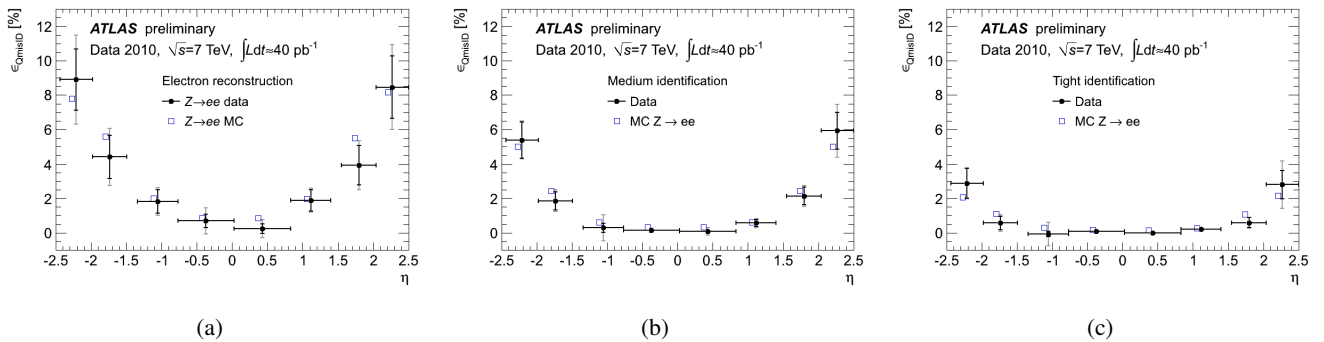 ε_QmisID [%]
ATLAS preliminary
Data 2010, √s=7 TeV, ∫Ldt≈40 pb⁻¹
Electron reconstruction
Z→ee data
Z→ee MC
12
10
8
6
4
2
0
-2.5 -2 -1.5 -1 -0.5 0 0.5 1 1.5 2 2.5
η
(a)
ε_QmisID [%]
ATLAS preliminary
Data 2010, √s=7 TeV, ∫Ldt≈40 pb⁻¹
Medium identification
Data
MC Z → ee
12
10
8
6
4
2
0
-2.5 -2 -1.5 -1 -0.5 0 0.5 1 1.5 2 2.5
η
(b)
ε_QmisID [%]
ATLAS preliminary
Data 2010, √s=7 TeV, ∫Ldt≈40 pb⁻¹
Tight identification
Data
MC Z → ee
12
10
8
6
4
2
0
-2.5 -2 -1.5 -1 -0.5 0 0.5 1 1.5 2 2.5
η
(c)